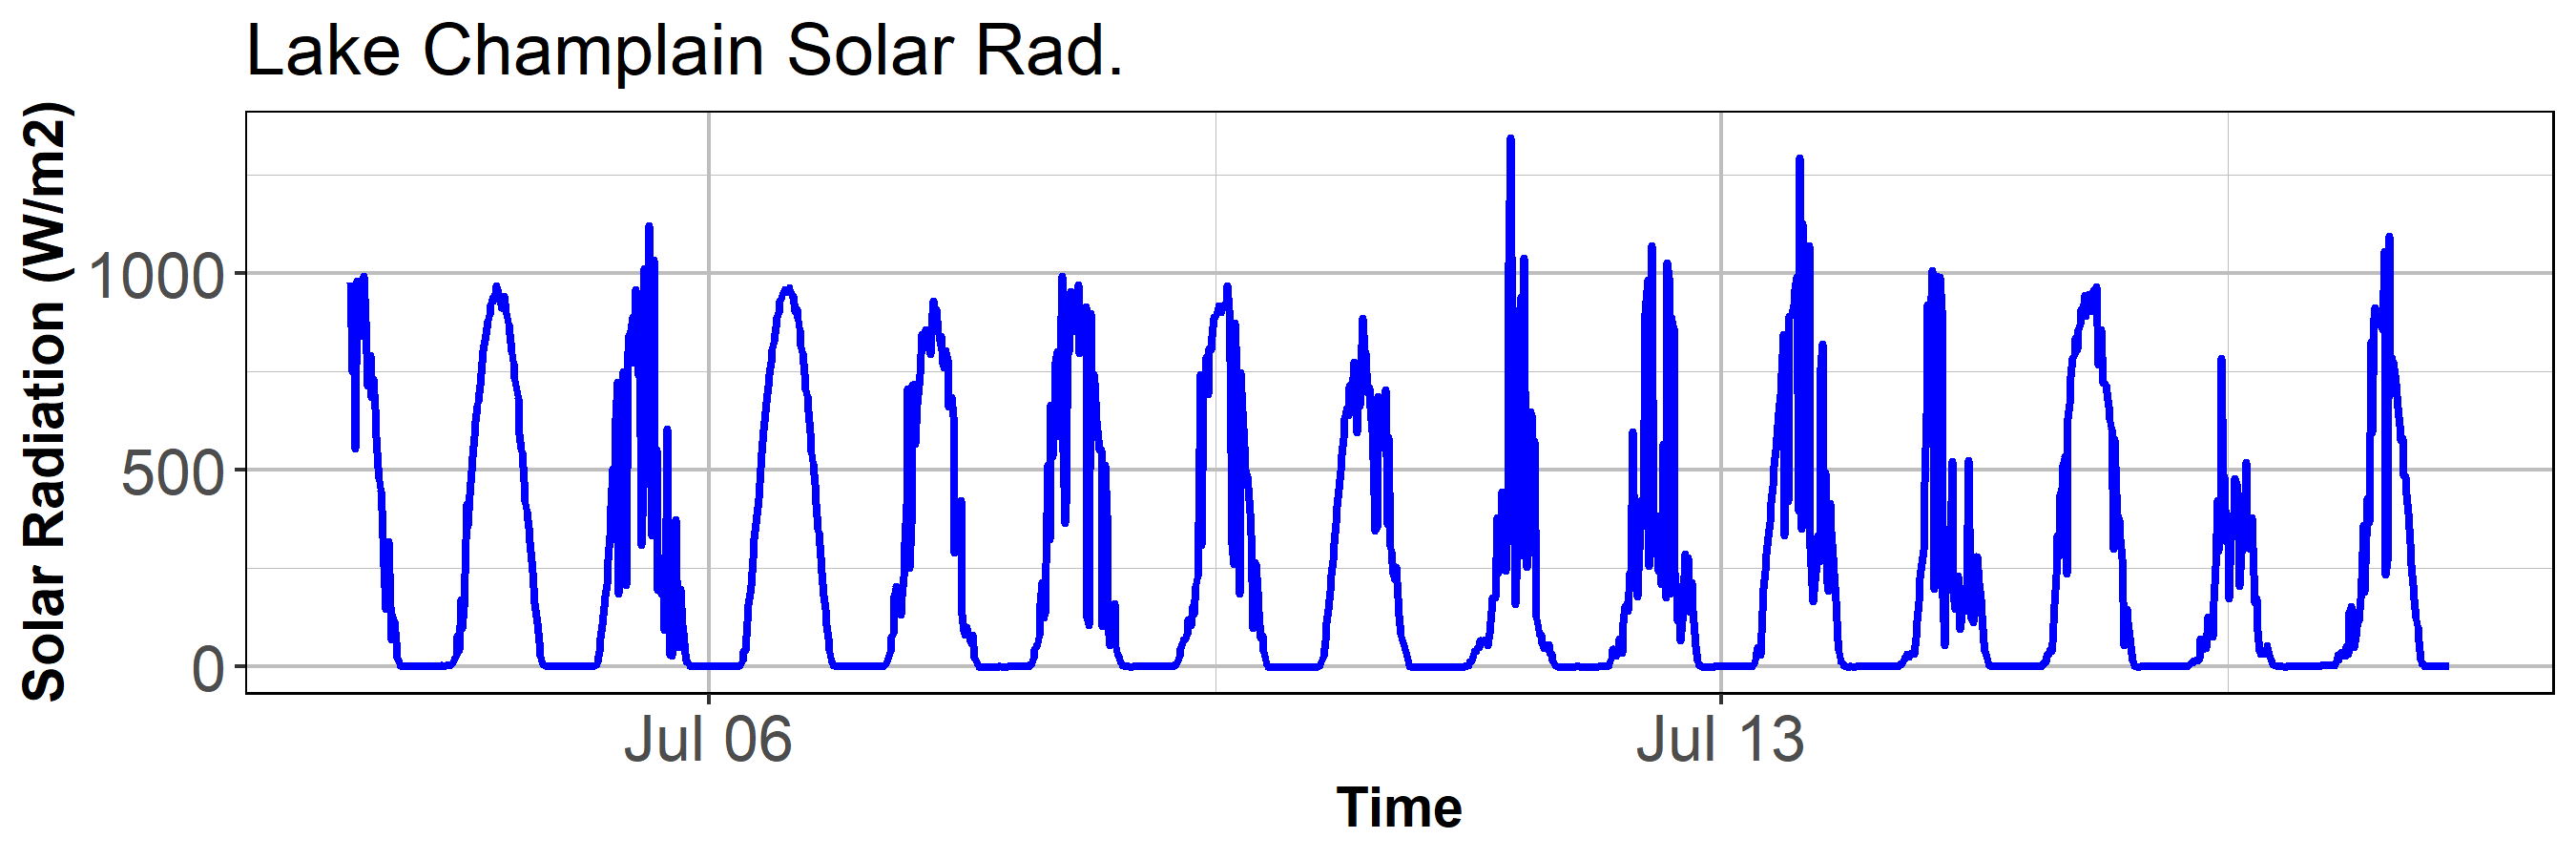 Lake Champlain Solar Rad.
Solar Radiation (W/m2)
1000
500
0
Jul 06
Jul 13
Time